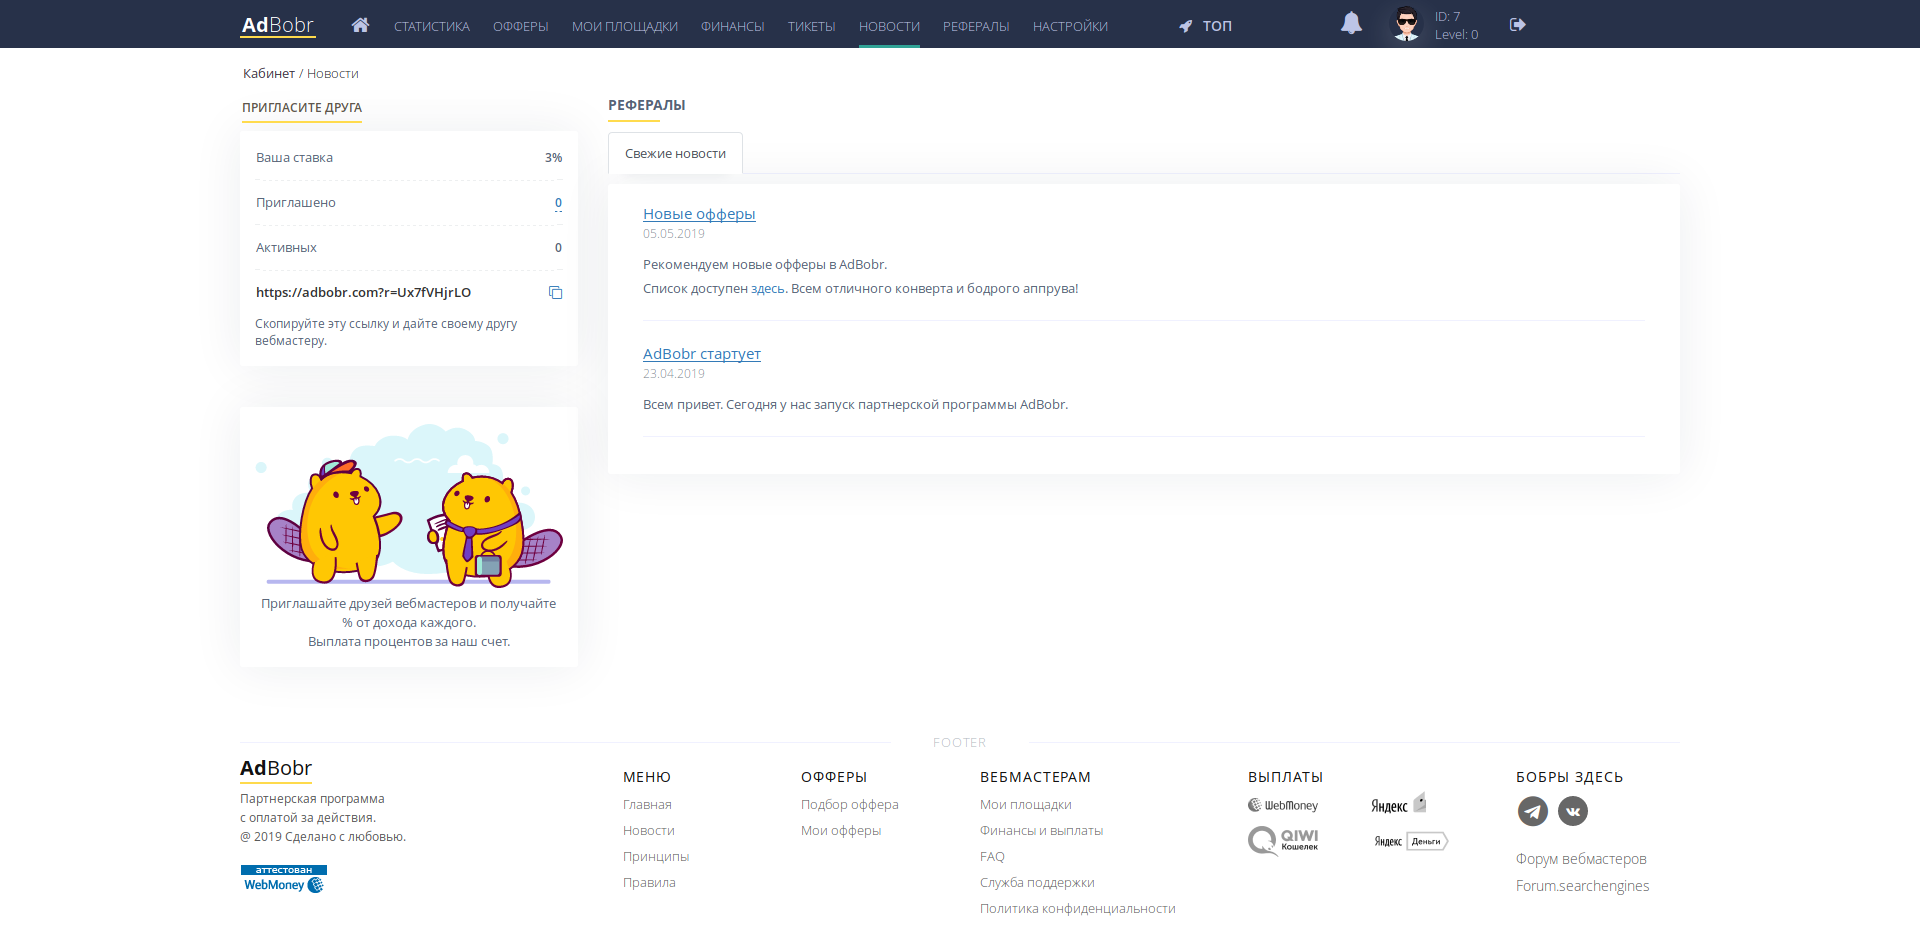 AdBobr
СТАТИСТИКА ОФФЕРЫ МОИ ПЛОЩАДКИ ФИНАНСЫ ТИКЕТЫ НОВОСТИ РЕФЕРАЛЫ НАСТРОЙКИ ТОП
ID: 7
Level: 0
Кабинет / Новости
ПРИГЛАСИТЕ ДРУГА
Ваша ставка 3%
Приглашено 0
Активных 0
https://adbobr.com?r=Ux7fVHjrLO
Скопируйте эту ссылку и дайте своему другу
вебмастеру.
Приглашайте друзей вебмастеров и получайте
% от дохода каждого.
Выплата процентов за наш счет.
РЕФЕРАЛЫ
Свежие новости
Новые офферы
05.05.2019
Рекомендуем новые офферы в AdBobr.
Список доступен здесь. Всем отличного конверта и бодрого аппрува!
AdBobr стартует
23.04.2019
Всем привет. Сегодня у нас запуск партнерской программы AdBobr.
FOOTER
AdBobr
Партнерская программа
с оплатой за действия.
@ 2019 Сделано с любовью.
аттестован
WebMoney
МЕНЮ
Главная
Новости
Принципы
Правила
ОФФЕРЫ
Подбор оффера
Мои офферы
ВЕБМАСТЕРАМ
Мои площадки
Финансы и выплаты
FAQ
Служба поддержки
Политика конфиденциальности
ВЫПЛАТЫ
WebMoney
Яндекс
QIWI
Кошелек
Яндекс Деньги
БОБРЫ ЗДЕСЬ
Форум вебмастеров
Forum.searchengines